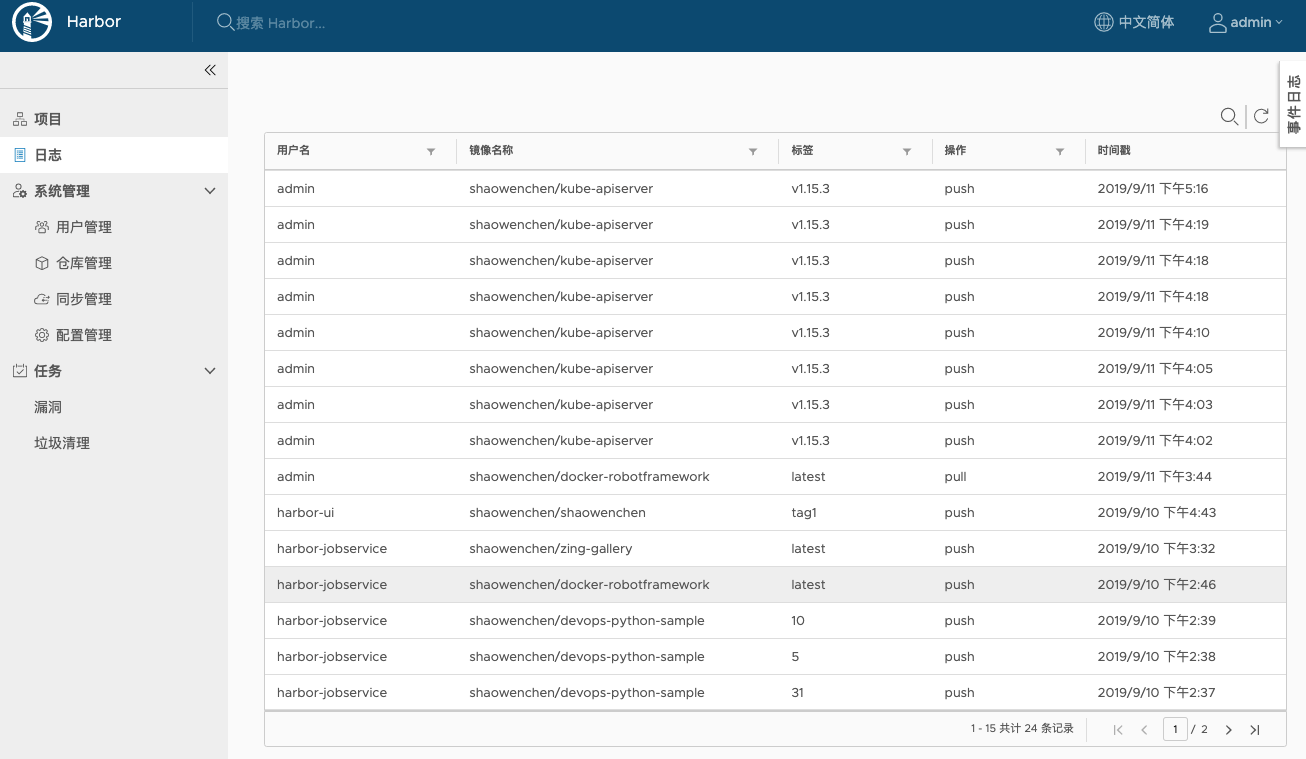 Harbor
搜索 Harbor...
中文简体
admin
事件日志
项目
日志
系统管理
用户管理
仓库管理
同步管理
配置管理
任务
漏洞
垃圾清理
用户名 镜像名称 标签 操作 时间戳
admin shaowenchen/kube-apiserver v1.15.3 push 2019/9/11 下午5:16
admin shaowenchen/kube-apiserver v1.15.3 push 2019/9/11 下午4:19
admin shaowenchen/kube-apiserver v1.15.3 push 2019/9/11 下午4:18
admin shaowenchen/kube-apiserver v1.15.3 push 2019/9/11 下午4:18
admin shaowenchen/kube-apiserver v1.15.3 push 2019/9/11 下午4:10
admin shaowenchen/kube-apiserver v1.15.3 push 2019/9/11 下午4:05
admin shaowenchen/kube-apiserver v1.15.3 push 2019/9/11 下午4:03
admin shaowenchen/kube-apiserver v1.15.3 push 2019/9/11 下午4:02
admin shaowenchen/docker-robotframework latest pull 2019/9/11 下午3:44
harbor-ui shaowenchen/shaowenchen tag1 push 2019/9/10 下午4:43
harbor-jobservice shaowenchen/zing-gallery latest push 2019/9/10 下午3:32
harbor-jobservice shaowenchen/docker-robotframework latest push 2019/9/10 下午2:46
harbor-jobservice shaowenchen/devops-python-sample 10 push 2019/9/10 下午2:39
harbor-jobservice shaowenchen/devops-python-sample 5 push 2019/9/10 下午2:38
harbor-jobservice shaowenchen/devops-python-sample 31 push 2019/9/10 下午2:37
1 - 15 共计 24 条记录 1 / 2